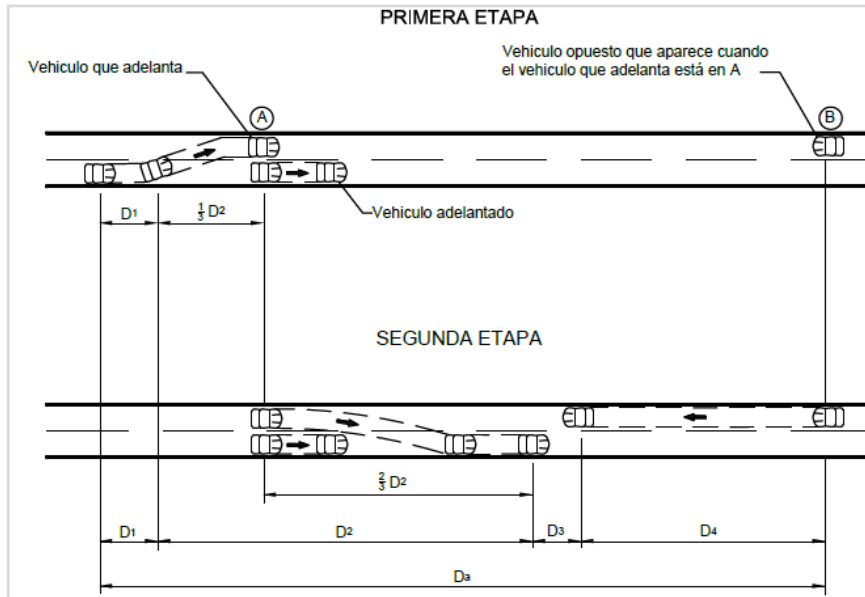 PRIMERA ETAPA
Vehiculo que adelanta
Vehiculo opuesto que aparece cuando
el vehiculo que adelanta está en A
A
B
Vehiculo adelantado
D1
1/3 D2
SEGUNDA ETAPA
2/3 D2
D1
D2
D3
D4
Da